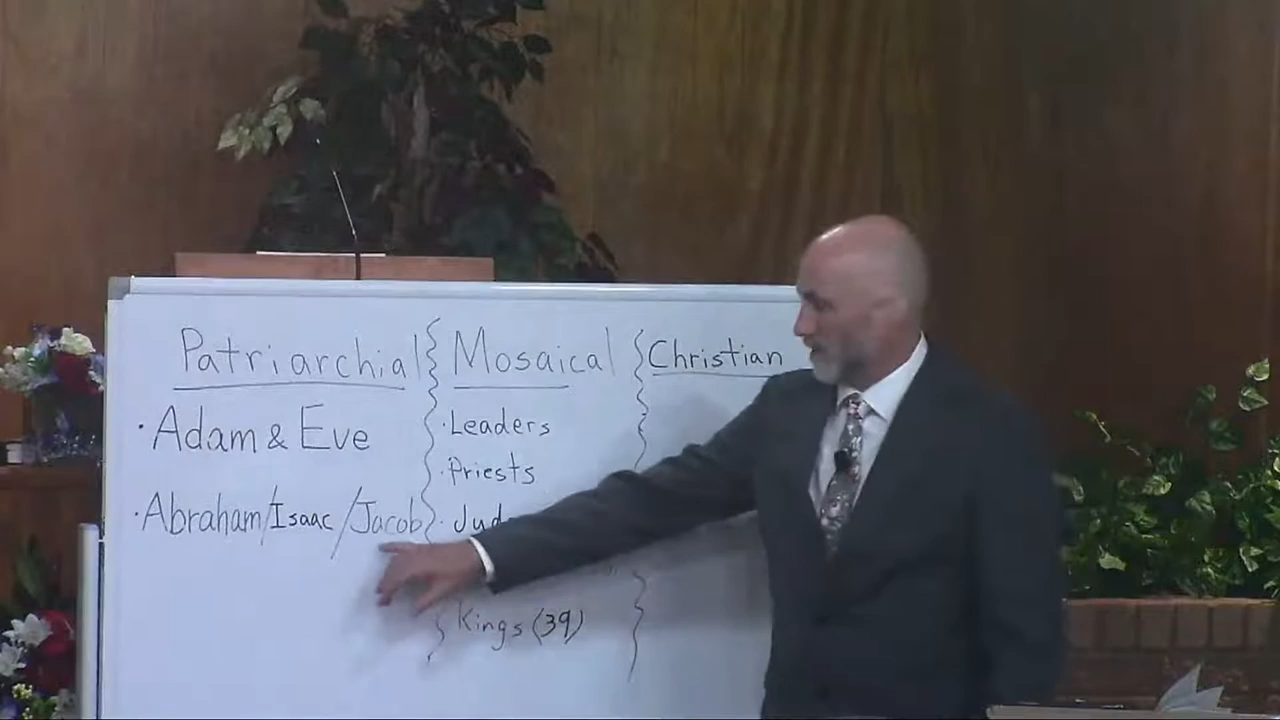 Patriarchial
Mosaical
Christian
· Adam & Eve
· Abraham/Isaac/Jacob
· Leaders
· Priests
Kings (39)